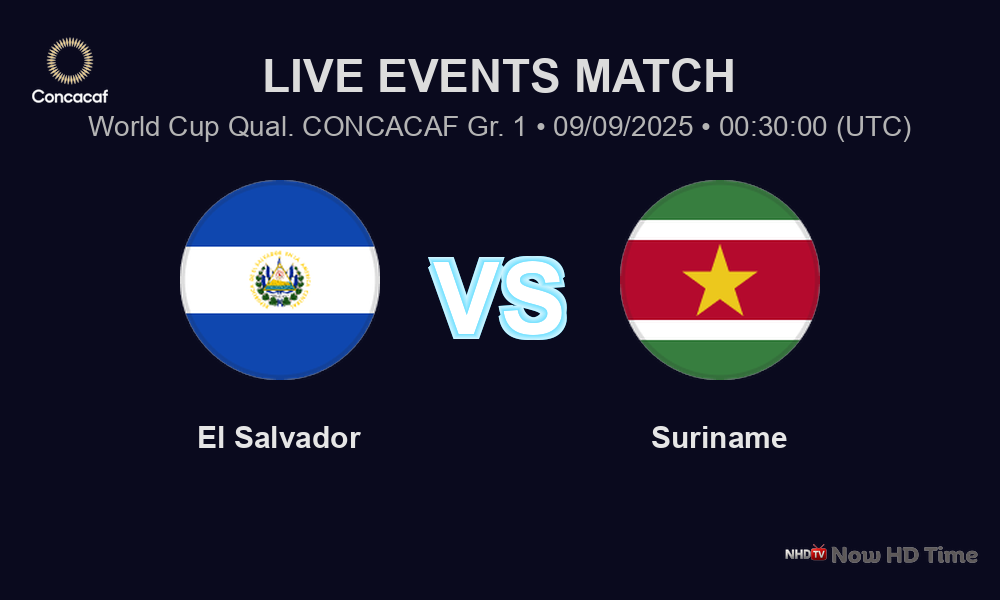 Concacaf
LIVE EVENTS MATCH
World Cup Qual. CONCACAF Gr. 1 • 09/09/2025 • 00:30:00 (UTC)
VS
El Salvador
Suriname
NHDTV Now HD Time